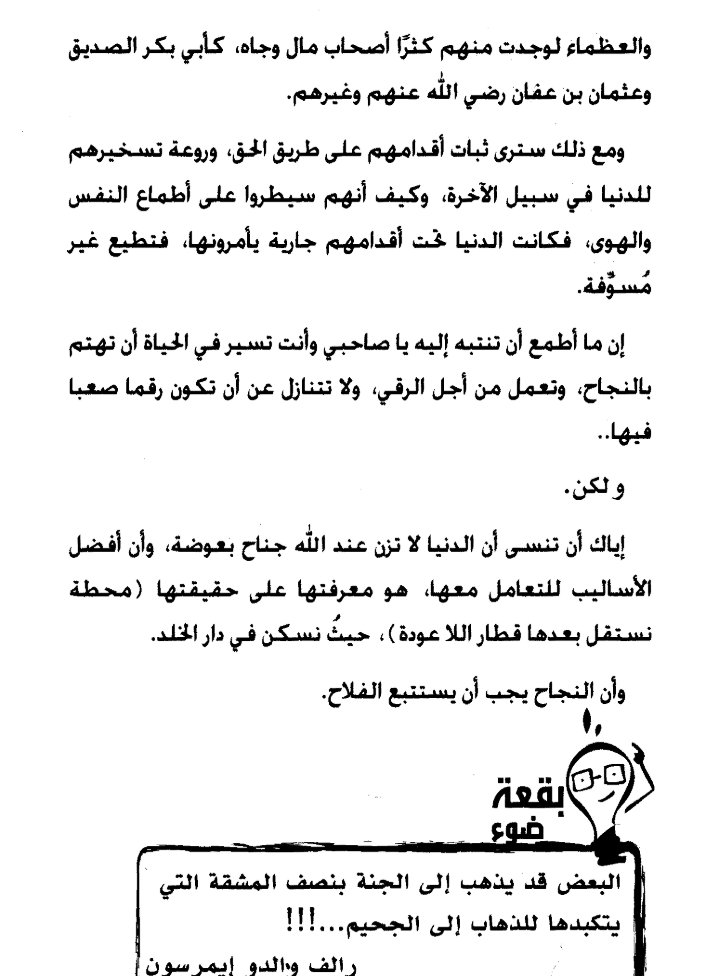 والعظماء لوجدت منهم كثرًا أصحاب مال وجاه، كأبي بكر الصديق
وعثمان بن عفان رضي الله عنهم وغيرهم.
ومع ذلك سترى ثبات أقدامهم على طريق الحق، وروعة تسخيرهم
للدنيا في سبيل الآخرة، وكيف أنهم سيطروا على أطماع النفس
والهوى، فكانت الدنيا تحت أقدامهم جارية يأمرونها، فتطيع غير
مُسوِّفة.
إن ما أطمع أن تنتبه إليه يا صاحبي وأنت تسير في الحياة أن تهتم
بالنجاح، وتعمل من أجل الرقي، ولا تتنازل عن أن تكون رقما صعبا
فيها..
ولكن.
إياك أن تنسى أن الدنيا لا تزن عند الله جناح بعوضة، وأن أفضل
الأساليب للتعامل معها، هو معرفتها على حقيقتها (محطة
نستقل بعدها قطار اللا عودة)، حيثُ نسكن في دار الخلد.
وأن النجاح يجب أن يستتبع الفلاح.
بقعة
ضوء
البعض قد يذهب إلى الجنة بنصف المشقة التي
يتكبدها للذهاب إلى الجحيم...!!!
رالف والدو إيمرسون